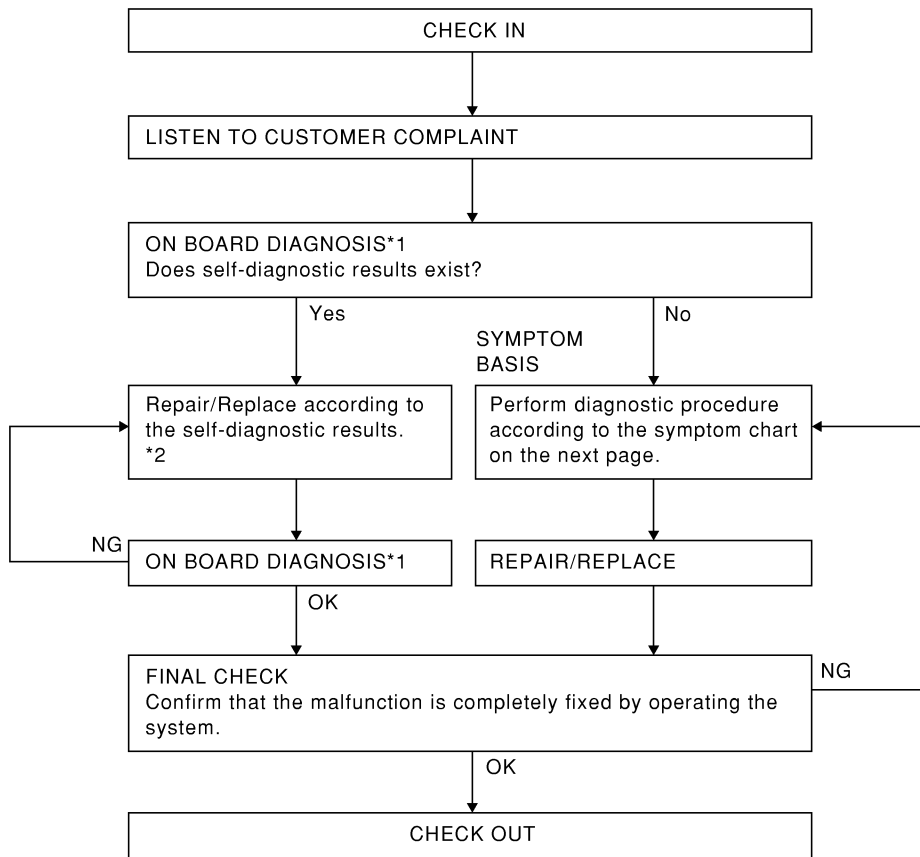 CHECK IN
LISTEN TO CUSTOMER COMPLAINT
ON BOARD DIAGNOSIS*1
Does self-diagnostic results exist?
Yes
No
SYMPTOM
BASIS
Repair/Replace according to
the self-diagnostic results.
*2
Perform diagnostic procedure
according to the symptom chart
on the next page.
NG
ON BOARD DIAGNOSIS*1
REPAIR/REPLACE
OK
FINAL CHECK
Confirm that the malfunction is completely fixed by operating the
system.
NG
OK
CHECK OUT